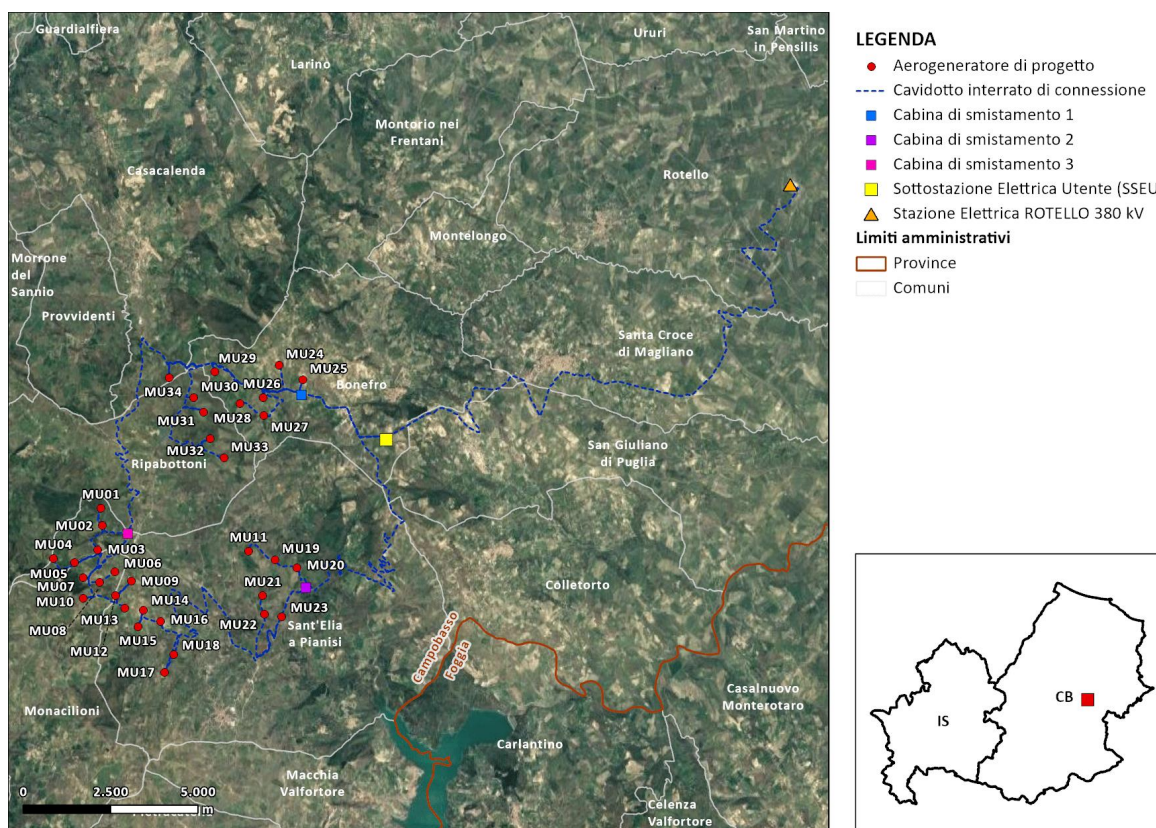 Guardialfiera
Ururi
San Martino
in Pensilis
Larino
Montorio nei
Frentani
Casacalenda
Rotello
Montelongo
Morrone
del
Sannio
Provvidenti
Santa Croce
di Magliano
MU29
MU24
MU25
MU30
MU26
Bonefro
MU34
MU31
MU28
MU27
MU32
MU33
Ripabottoni
San Giuliano
di Puglia
MU01
MU02
MU04
MU03
MU11
MU19
MU06
MU20
MU05
MU07
MU09
MU21
Colletorto
MU10
MU14
MU23
MU08
MU13
MU16
MU22
Sant'Elia
a Pianisi
MU15
MU18
MU12
MU17
Campobasso
Foggia
Monacilioni
Casalnuovo
Monterotaro
Carlantino
Macchia
Valfortore
0 2.500 5.000
m
Celenza
Valfortore
LEGENDA
Aerogeneratore di progetto
Cavidotto interrato di connessione
Cabina di smistamento 1
Cabina di smistamento 2
Cabina di smistamento 3
Sottostazione Elettrica Utente (SSEU
Stazione Elettrica ROTELLO 380 kV
Limiti amministrativi
Province
Comuni
CB
IS